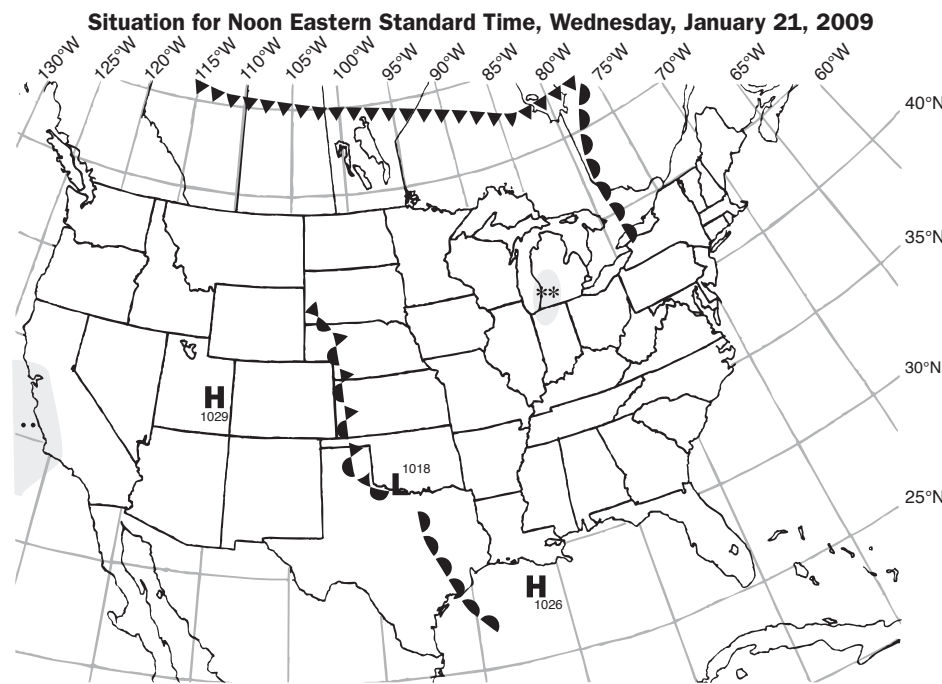 Situation for Noon Eastern Standard Time, Wednesday, January 21, 2009
130°W 125°W 120°W 115°W 110°W 105°W 100°W 95°W 90°W 85°W 80°W 75°W 70°W 65°W 60°W
40°N
35°N
**
30°N
H
1029
25°N
L 1018
H
1026